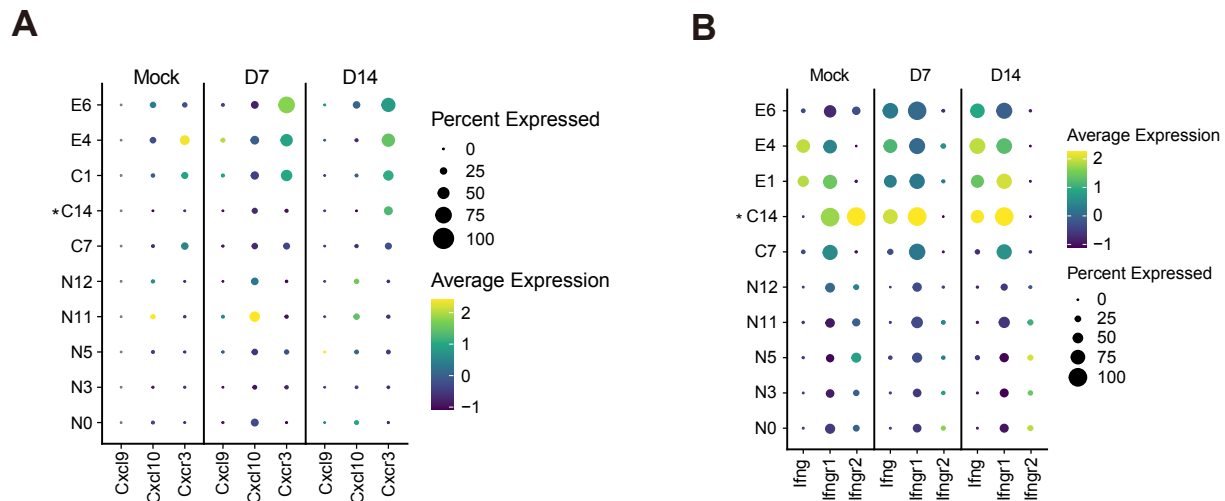 A
Mock D7 D14
E6
E4
C1
*C14
C7
N12
N11
N5
N3
N0
Cxcl9 Cxcl10 Cxcr3 Cxcl9 Cxcl10 Cxcr3 Cxcl9 Cxcl10 Cxcr3
Percent Expressed
0
25
50
75
100
Average Expression
2
1
0
−1
B
Mock D7 D14
E6
E4
E1
* C14
C7
N12
N11
N5
N3
N0
Ifng Ifngr1 Ifngr2 Ifng Ifngr1 Ifngr2 Ifng Ifngr1 Ifngr2
Average Expression
2
1
0
−1
Percent Expressed
0
25
50
75
100